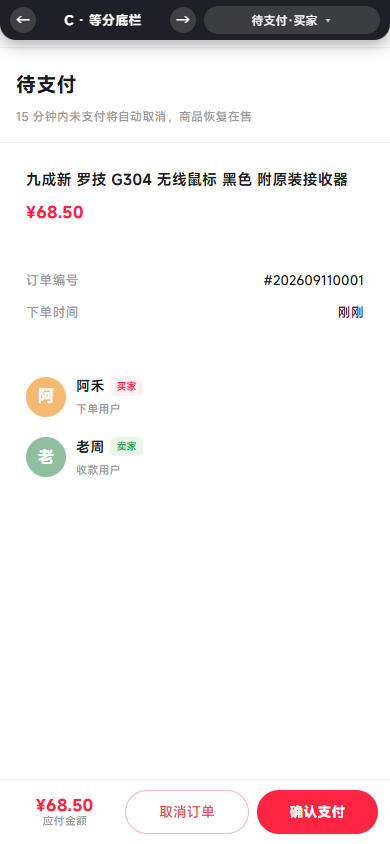 ← C · 等分底栏 → 待支付·买家 ▾
待支付
15 分钟内未支付将自动取消，商品恢复在售
九成新 罗技 G304 无线鼠标 黑色 附原装接收器
¥68.50
订单编号 #202609110001
下单时间 刚刚
阿 阿禾 买家
下单用户
老 老周 卖家
收款用户
¥68.50
应付金额
取消订单
确认支付